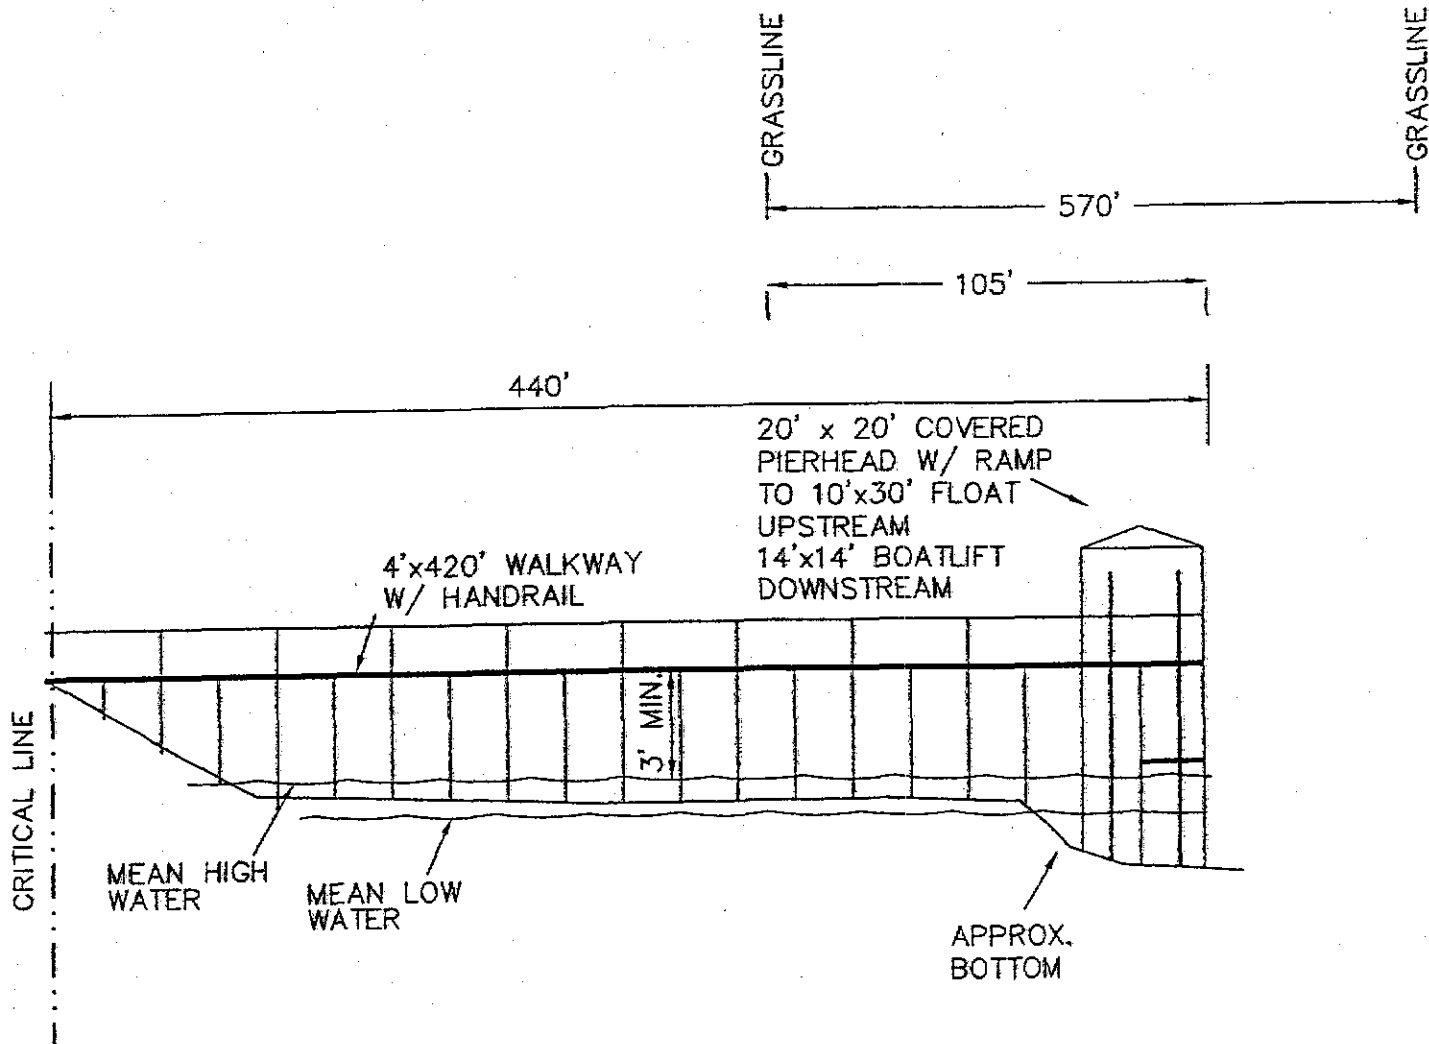 GRASSLINE
GRASSLINE
570'
105'
440'
20' x 20' COVERED
PIERHEAD W/ RAMP
TO 10'x30' FLOAT
UPSTREAM
14'x14' BOATLIFT
DOWNSTREAM
4'x420' WALKWAY
W/ HANDRAIL
3' MIN.
CRITICAL LINE
MEAN HIGH
WATER
MEAN LOW
WATER
APPROX.
BOTTOM